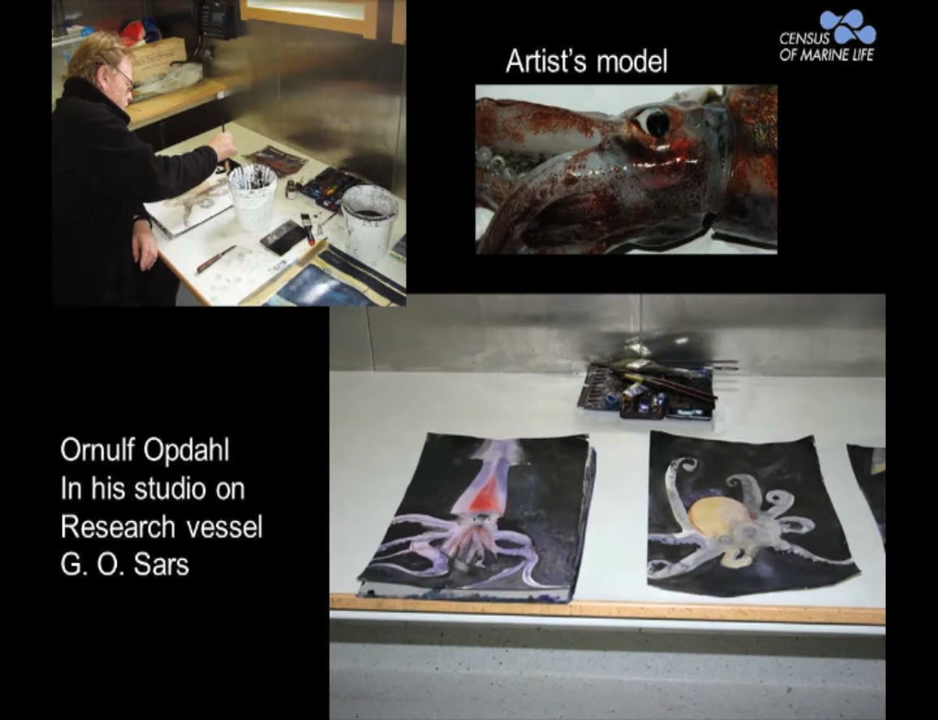 Artist's model
CENSUS
OF MARINE LIFE
Ornulf Opdahl
In his studio on
Research vessel
G. O. Sars